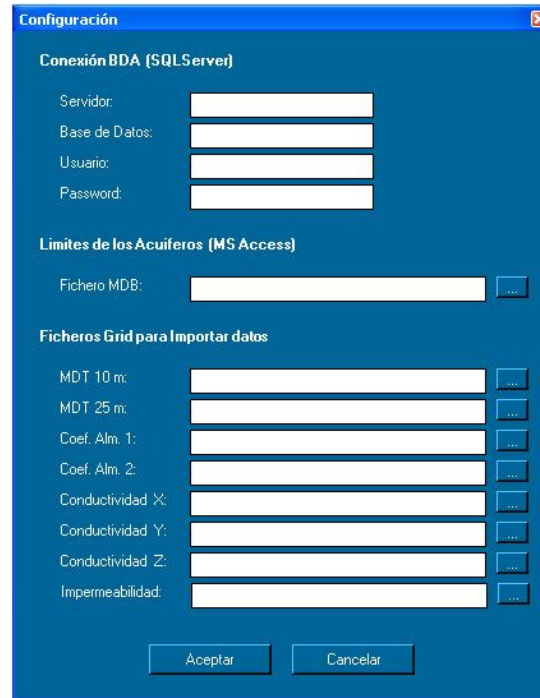 Configuración
Conexión BDA (SQLServer)
Servidor:
Base de Datos:
Usuario:
Password:
Limites de los Acuiferos (MS Access)
Fichero MDB: ...
Ficheros Grid para Importar datos
MDT 10 m: ...
MDT 25 m: ...
Coef. Alm. 1: ...
Coef. Alm. 2: ...
Conductividad X: ...
Conductividad Y: ...
Conductividad Z: ...
Impermeabilidad: ...
Aceptar Cancelar